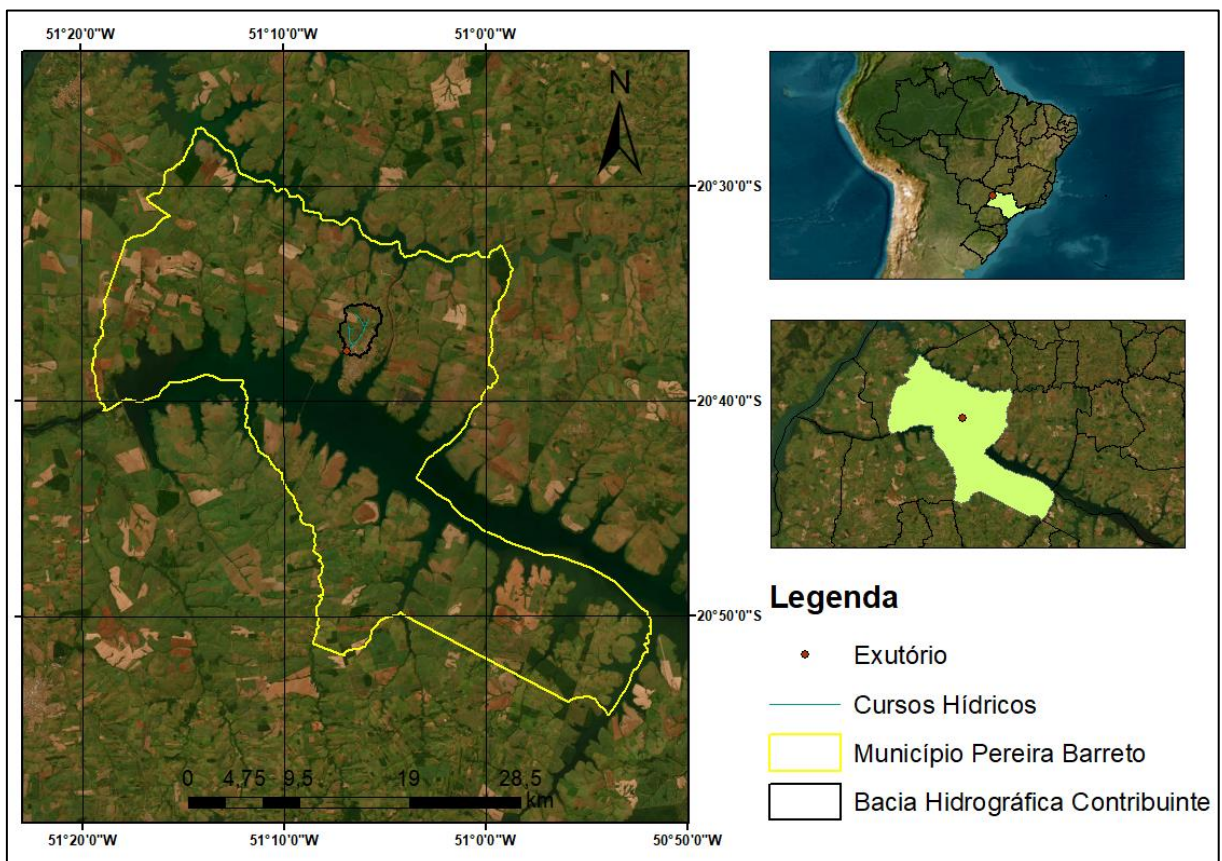 51°20'0"W 51°10'0"W 51°0'0"W
N
20°30'0"S
20°40'0"S
20°50'0"S
0 4,75 9,5 19 28,5
km
51°20'0"W 51°10'0"W 51°0'0"W 50°50'0"W
Legenda
Exutório
Cursos Hídricos
Município Pereira Barreto
Bacia Hidrográfica Contribuinte